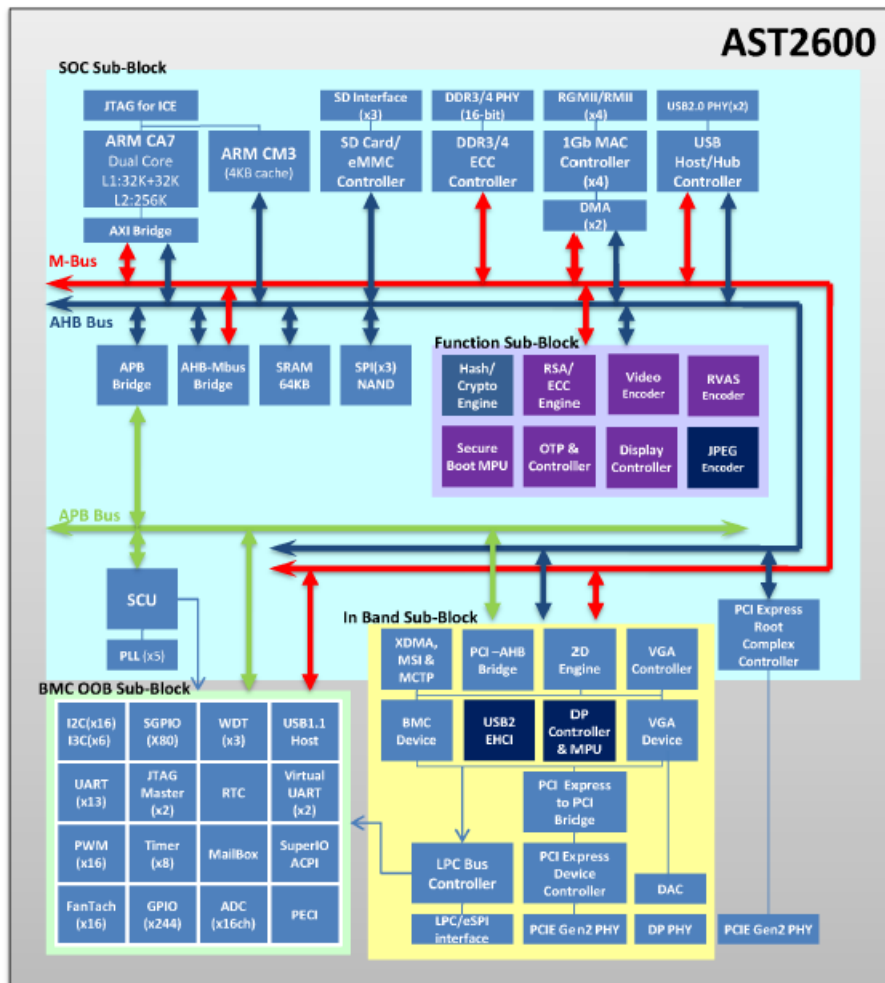 AST2600
SOC Sub-Block
JTAG for ICE
SD Interface
(x3)
DDR3/4 PHY
(16-bit)
RGMII/RMII
(x4)
USB2.0 PHY(x2)
ARM CA7
Dual Core
L1:32K+32K
L2:256K
ARM CM3
(4KB cache)
SD Card/
eMMC
Controller
DDR3/4
ECC
Controller
1Gb MAC
Controller
(x4)
USB
Host/Hub
Controller
AXI Bridge
DMA
(x2)
M-Bus
AHB Bus
APB
Bridge
AHB-Mbus
Bridge
SRAM
64KB
SPI(x3)
NAND
Function Sub-Block
Hash/
Crypto
Engine
RSA/
ECC
Engine
Video
Encoder
RVAS
Encoder
Secure
Boot MPU
OTP &
Controller
Display
Controller
JPEG
Encoder
APB Bus
SCU
PLL (x5)
In Band Sub-Block
XDMA,
MSI &
MCTP
PCI –AHB
Bridge
2D
Engine
VGA
Controller
PCI Express
Root
Complex
Controller
BMC
Device
USB2
EHCI
DP
Controller
& MPU
VGA
Device
PCI Express
to PCI
Bridge
LPC Bus
Controller
PCI Express
Device
Controller
DAC
LPC/eSPI
interface
PCIE Gen2 PHY
DP PHY
PCIE Gen2 PHY
BMC OOB Sub-Block
I2C(x16)
I3C(x6)
SGPIO
(X80)
WDT
(x3)
USB1.1
Host
UART
(x13)
JTAG
Master
(x2)
RTC
Virtual
UART
(x2)
PWM
(x16)
Timer
(x8)
MailBox
SuperIO
ACPI
FanTach
(x16)
GPIO
(x244)
ADC
(x16ch)
PECI